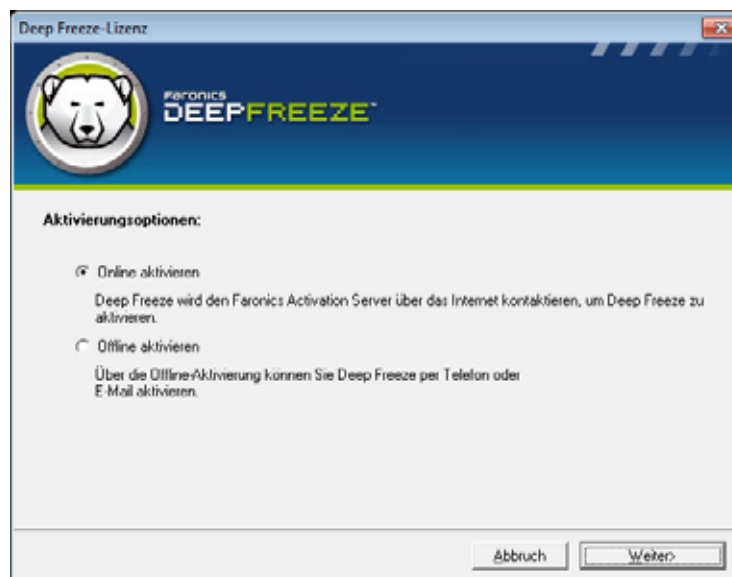 Deep Freeze-Lizenz
Faronics
DEEPFREEZE™
Aktivierungsoptionen:
Online aktivieren
Deep Freeze wird den Faronics Activation Server über das Internet kontaktieren, um Deep Freeze zu
aktivieren.
Offline aktivieren
Über die Offline-Aktivierung können Sie Deep Freeze per Telefon oder
E-Mail aktivieren.
Abbruch
Weiter>